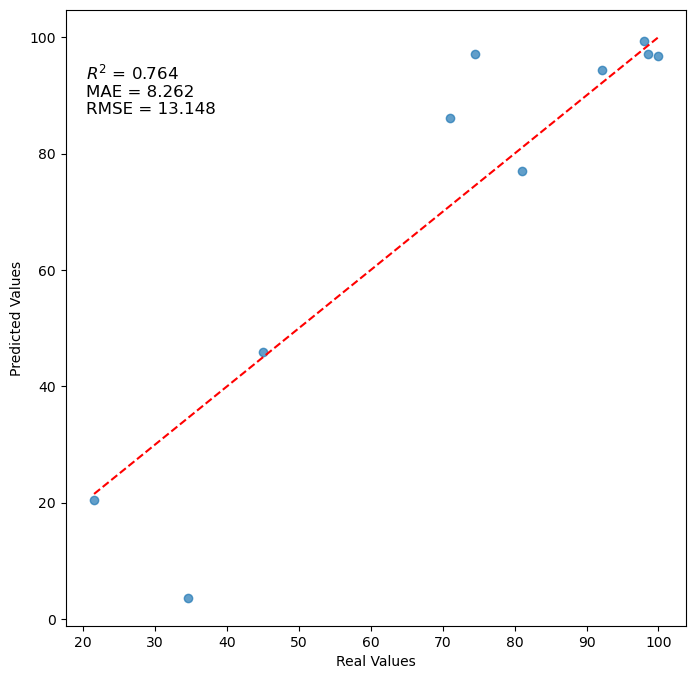 R² = 0.764
MAE = 8.262
RMSE = 13.148
100
80
60
40
20
0
Predicted Values
20 30 40 50 60 70 80 90 100
Real Values